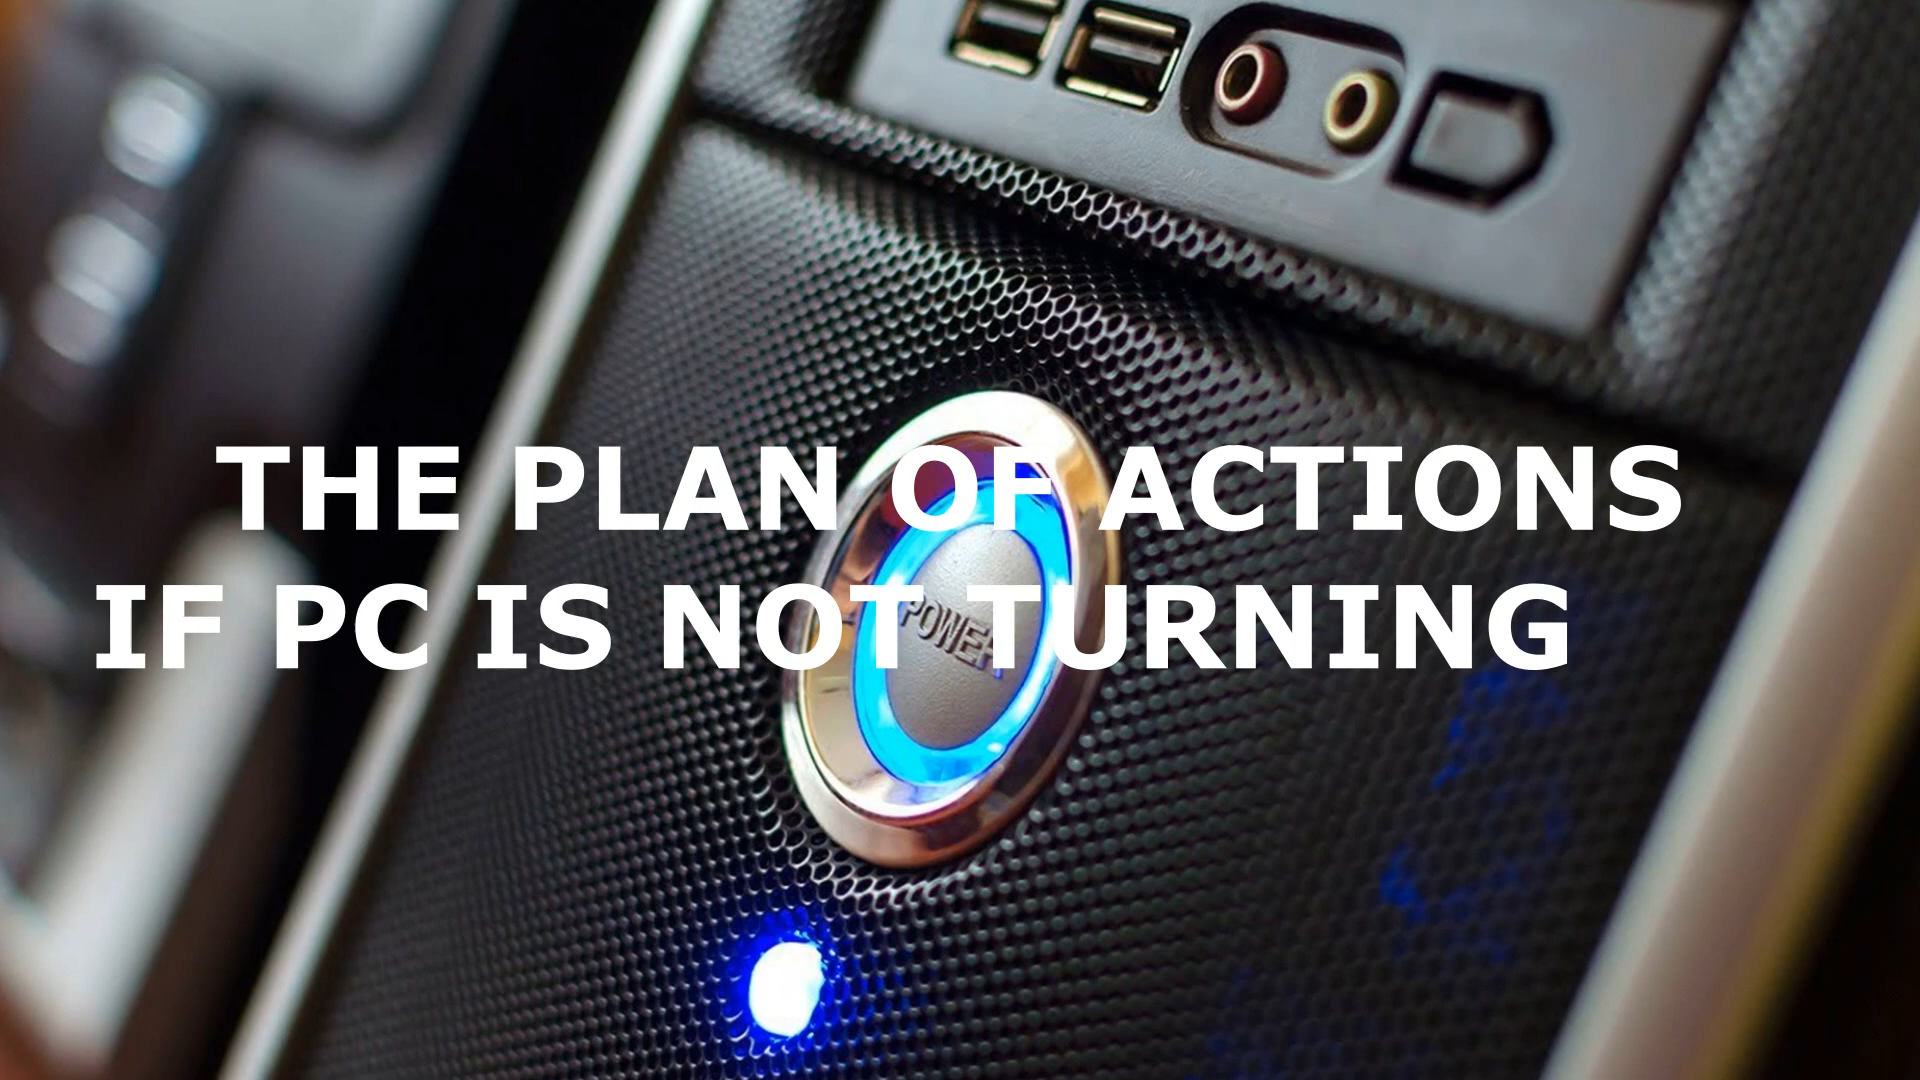 THE PLAN OF ACTIONS
IF PC IS NOT TURNING
POWER